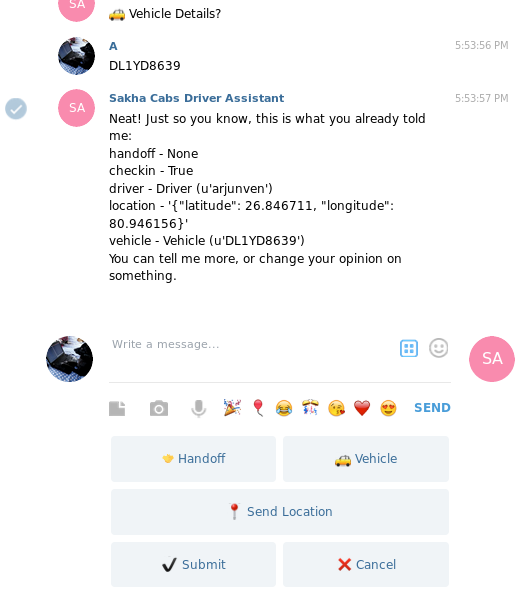 SA
🚕 Vehicle Details?
A
5:53:56 PM
DL1YD8639
SA
Sakha Cabs Driver Assistant
5:53:57 PM
Neat! Just so you know, this is what you already told
me:
handoff - None
checkin - True
driver - Driver (u'arjunven')
location - '{"latitude": 26.846711, "longitude":
80.946156}'
vehicle - Vehicle (u'DL1YD8639')
You can tell me more, or change your opinion on
something.
Write a message...
SA
SEND
Handoff
Vehicle
Send Location
Submit
Cancel